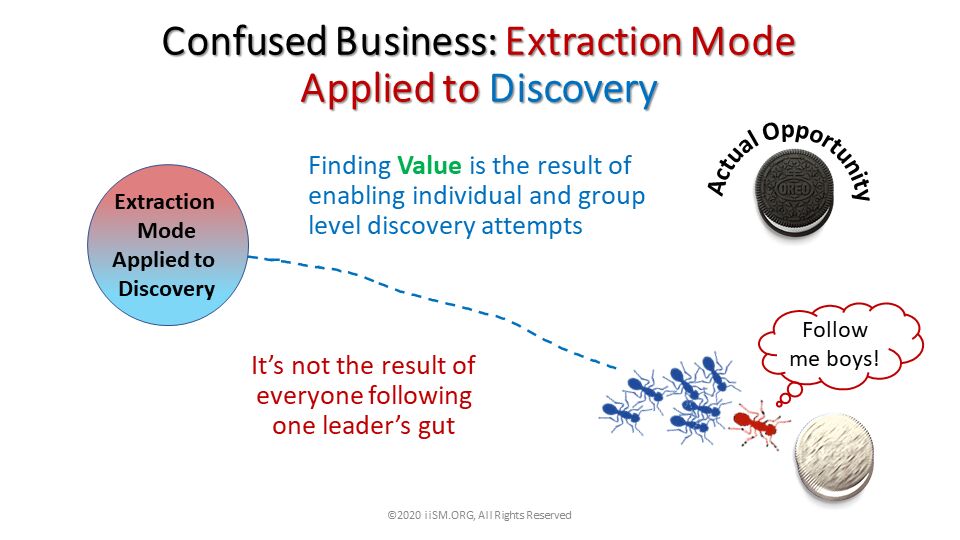 Confused Business: Extraction Mode
Applied to Discovery
Finding Value is the result of
enabling individual and group
level discovery attempts
Actual Opportunity
OREO
Extraction
Mode
Applied to
Discovery
Follow
me boys!
It’s not the result of
everyone following
one leader’s gut
©2020 iiSM.ORG, All Rights Reserved